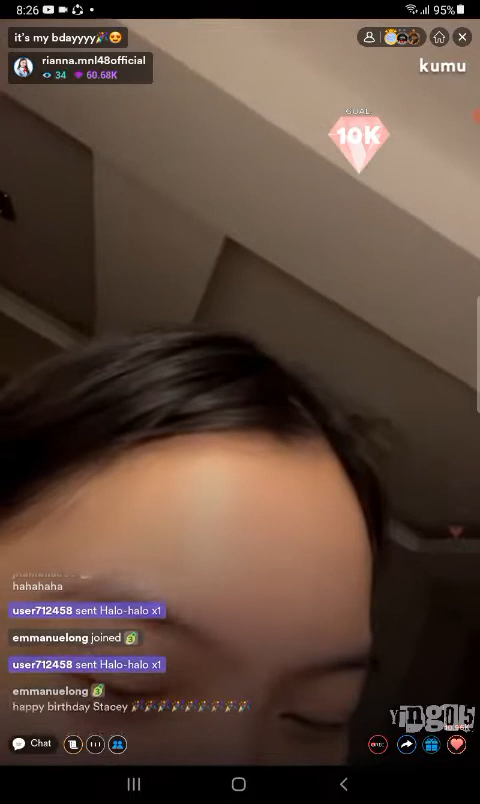 8:26
95%
it's my bdayyyy🎉😍
rianna.mnl48official
34 60.68K
kumu
GOAL
10K
hahahaha
user712458 sent Halo-halo x1
emmanuelong joined
user712458 sent Halo-halo x1
emmanuelong
happy birthday Stacey 🎉🎉🎉🎉🎉🎉🎉🎉🎉
Chat